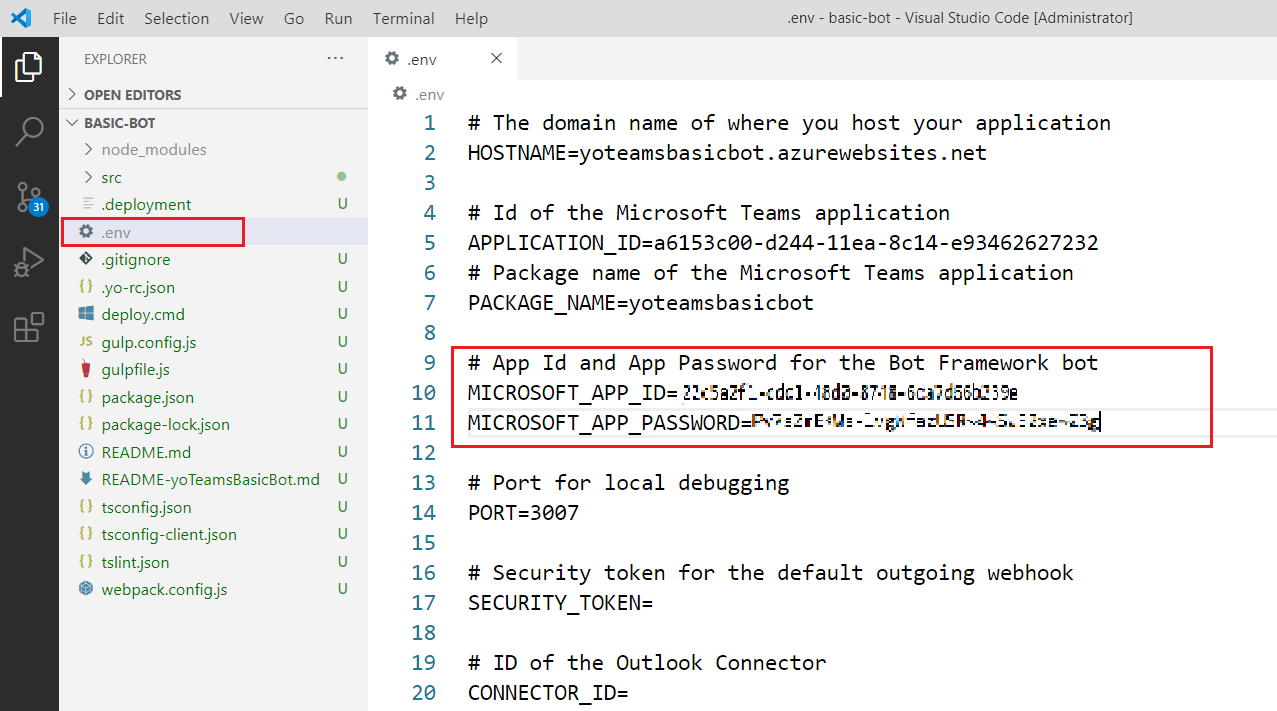 File Edit Selection View Go Run Terminal Help .env - basic-bot - Visual Studio Code [Administrator]
EXPLORER ···
OPEN EDITORS
BASIC-BOT
node_modules
src
.deployment U
.env
.gitignore U
.yo-rc.json U
deploy.cmd U
gulp.config.js U
gulpfile.js U
package.json U
package-lock.json U
README.md U
README-yoTeamsBasicBot.md U
tsconfig.json U
tsconfig-client.json U
tslint.json U
webpack.config.js U
31
.env
.env
1 # The domain name of where you host your application
2 HOSTNAME=yoteamsbasicbot.azurewebsites.net
3
4 # Id of the Microsoft Teams application
5 APPLICATION_ID=a6153c00-d244-11ea-8c14-e93462627232
6 # Package name of the Microsoft Teams application
7 PACKAGE_NAME=yoteamsbasicbot
8
9 # App Id and App Password for the Bot Framework bot
10 MICROSOFT_APP_ID=
11 MICROSOFT_APP_PASSWORD=
12
13 # Port for local debugging
14 PORT=3007
15
16 # Security token for the default outgoing webhook
17 SECURITY_TOKEN=
18
19 # ID of the Outlook Connector
20 CONNECTOR_ID=